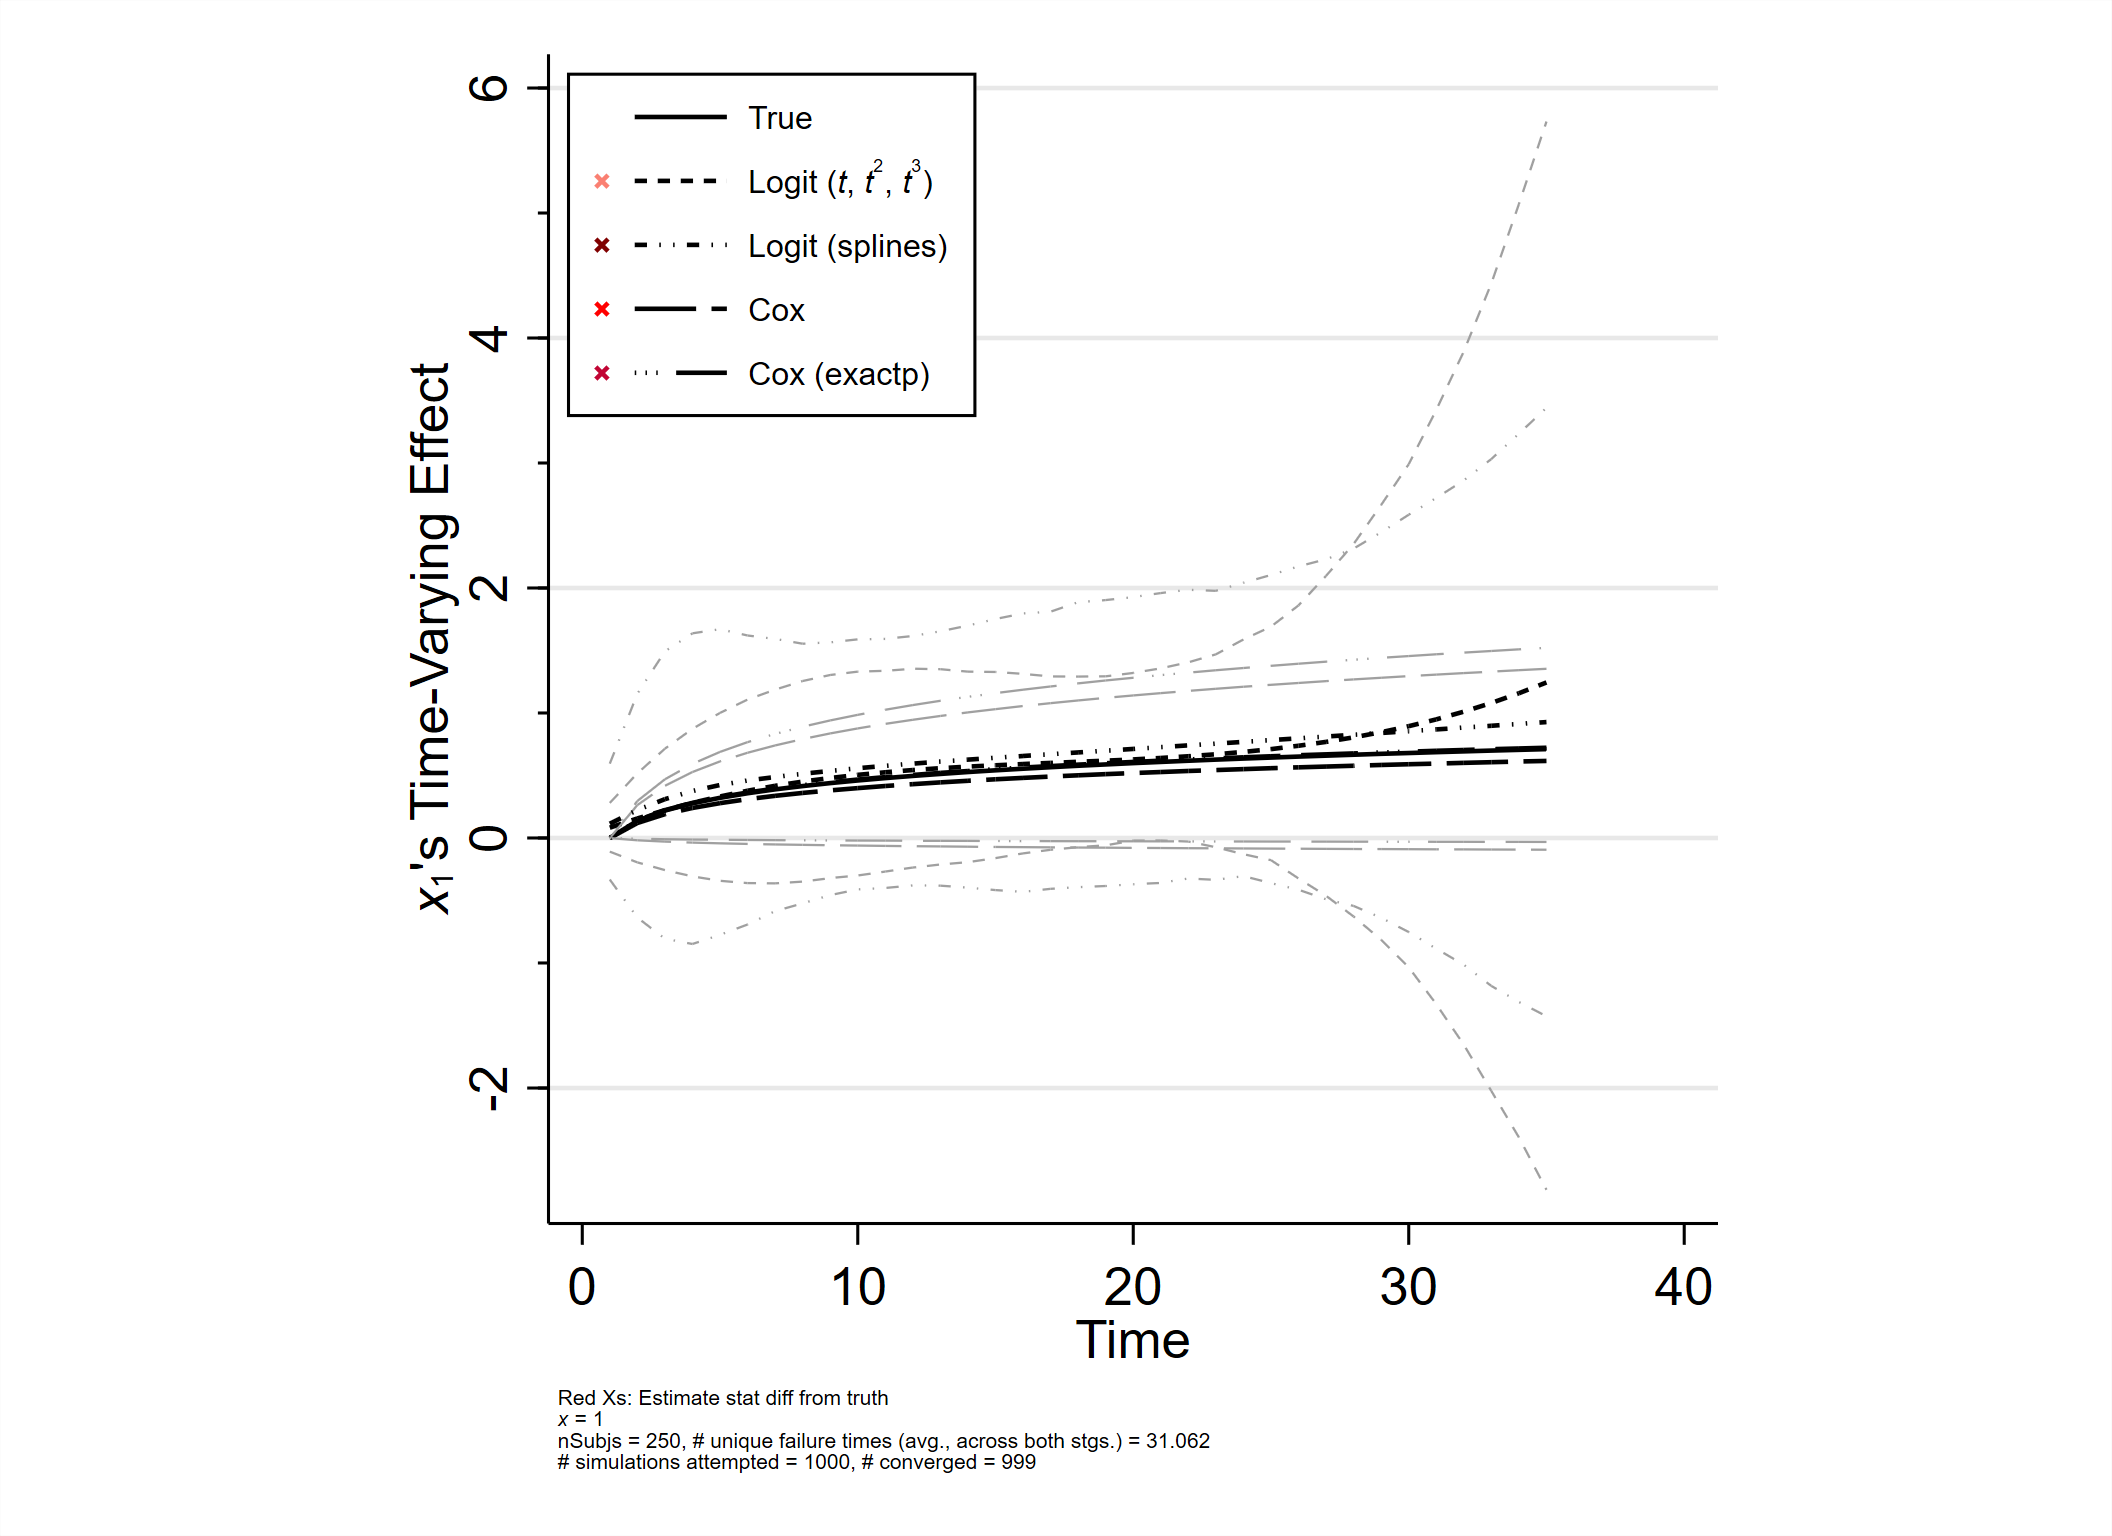 6
4
2
0
-2
x₁'s Time-Varying Effect
True
Logit (t, t², t³)
Logit (splines)
Cox
Cox (exactp)
0 10 20 30 40
Time
Red Xs: Estimate stat diff from truth
x = 1
nSubjs = 250, # unique failure times (avg., across both stgs.) = 31.062
# simulations attempted = 1000, # converged = 999